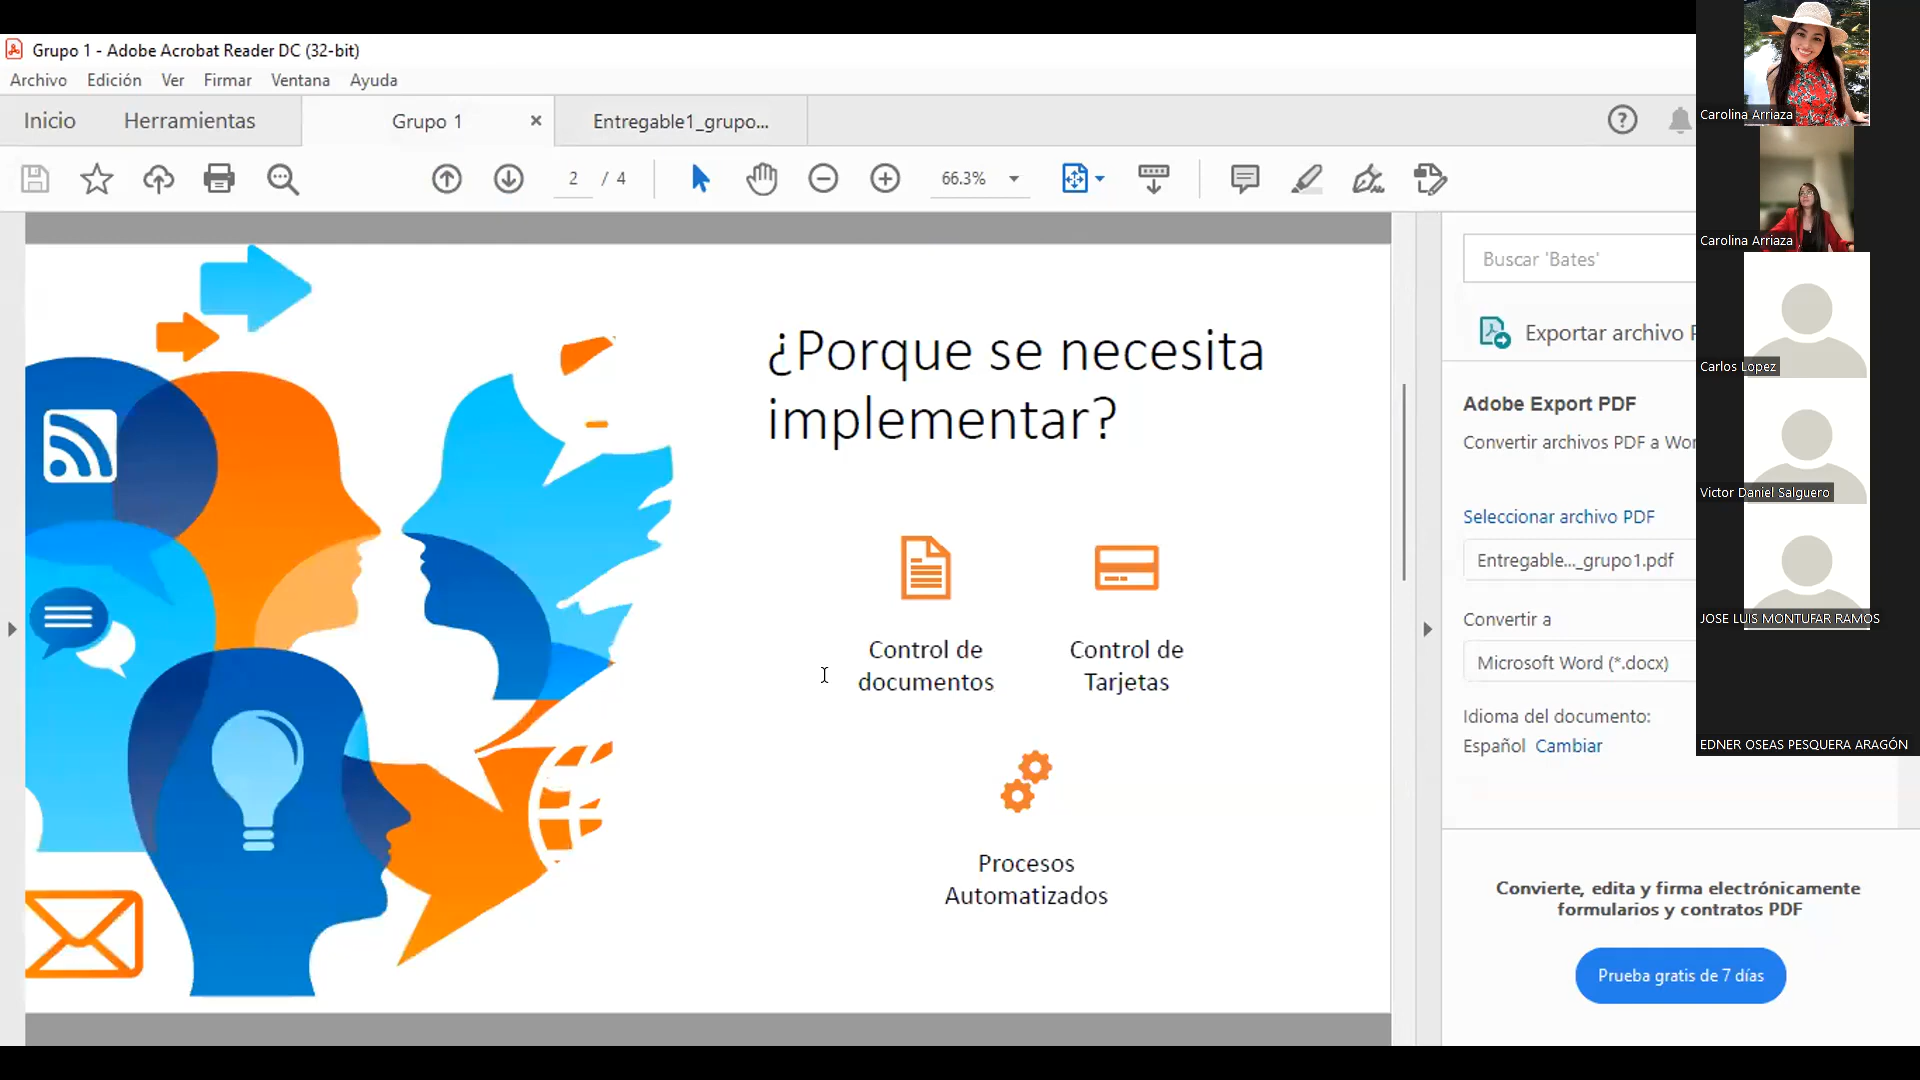 Grupo 1 - Adobe Acrobat Reader DC (32-bit)
Archivo Edición Ver Firmar Ventana Ayuda
Inicio Herramientas Grupo 1 × Entregable1_grupo... ?
2 / 4 66.3%
¿Porque se necesita
implementar?
Control de
documentos
Control de
Tarjetas
Procesos
Automatizados
Buscar 'Bates'
Exportar archivo P
Adobe Export PDF
Convertir archivos PDF a Wor
Seleccionar archivo PDF
Entregable..._grupo1.pdf
Convertir a
Microsoft Word (*.docx)
Idioma del documento:
Español Cambiar
Convierte, edita y firma electrónicamente
formularios y contratos PDF
Prueba gratis de 7 días
Carolina Arriaza
Carolina Arriaza
Carlos Lopez
Victor Daniel Salguero
JOSE LUIS MONTUFAR RAMOS
EDNER OSEAS PESQUERA ARAGÓN